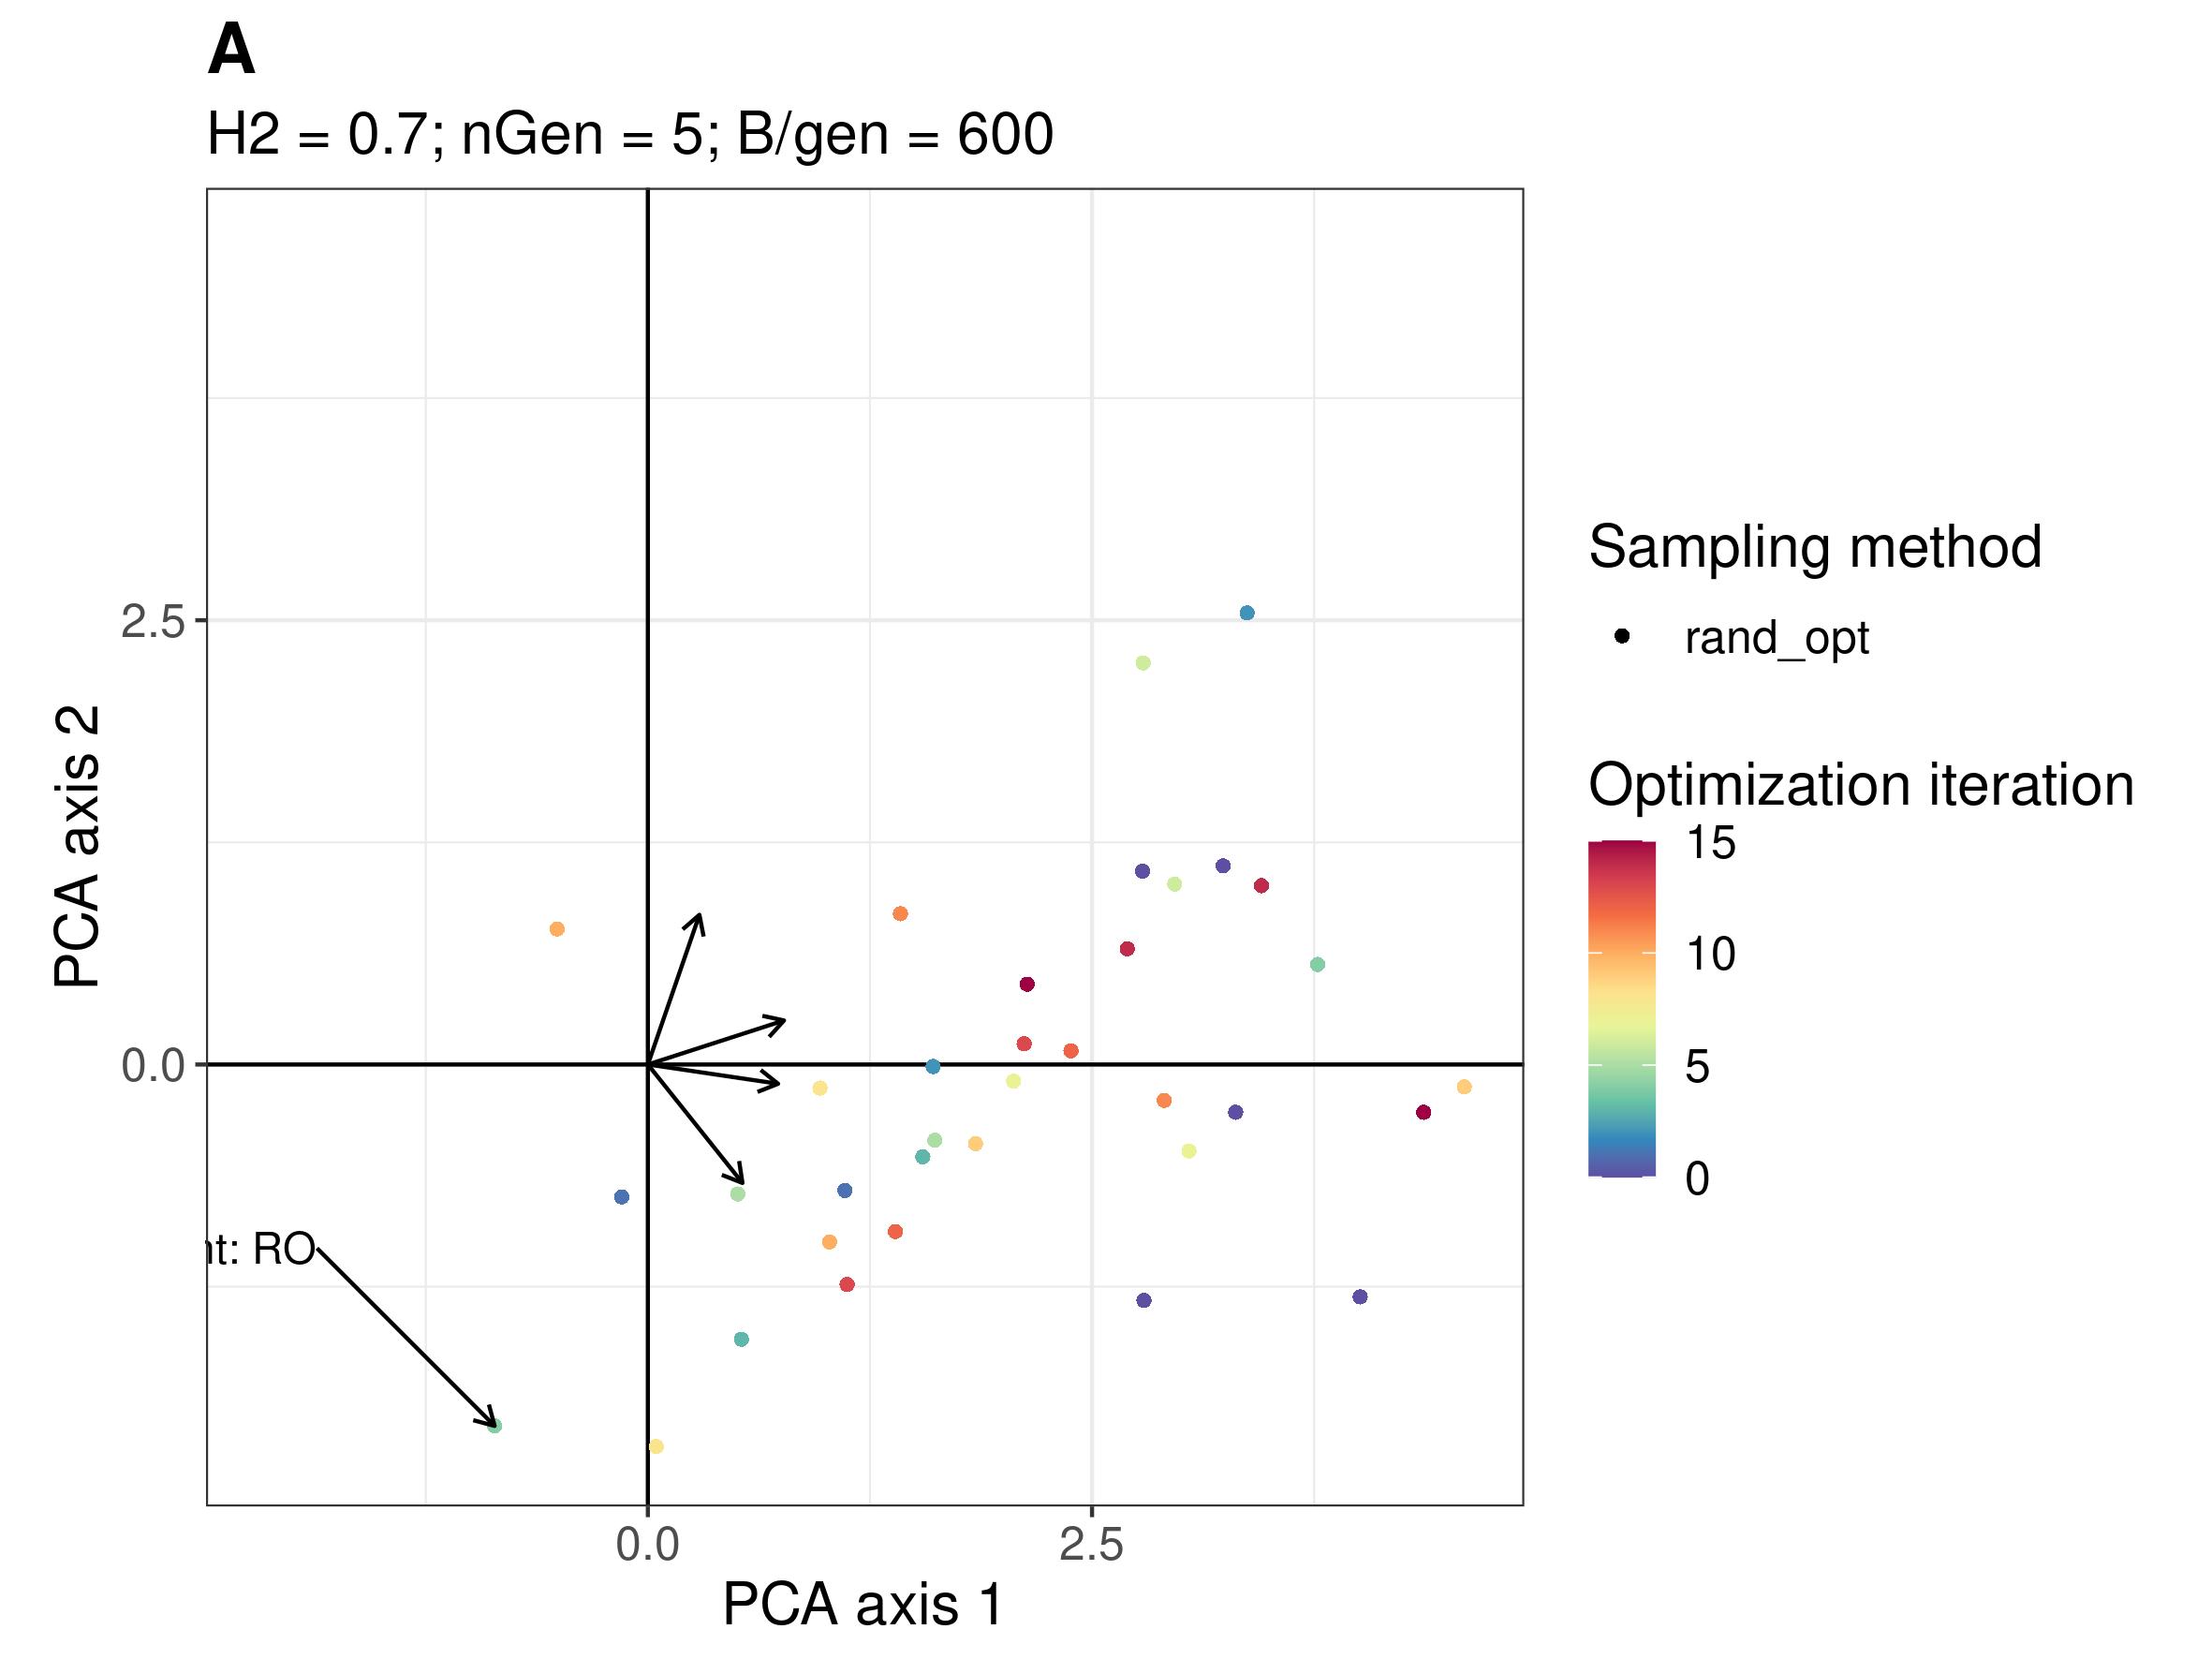 A
H2 = 0.7; nGen = 5; B/gen = 600
PCA axis 2
2.5
0.0
t: RO
0.0
2.5
PCA axis 1
Sampling method
rand_opt
Optimization iteration
15
10
5
0